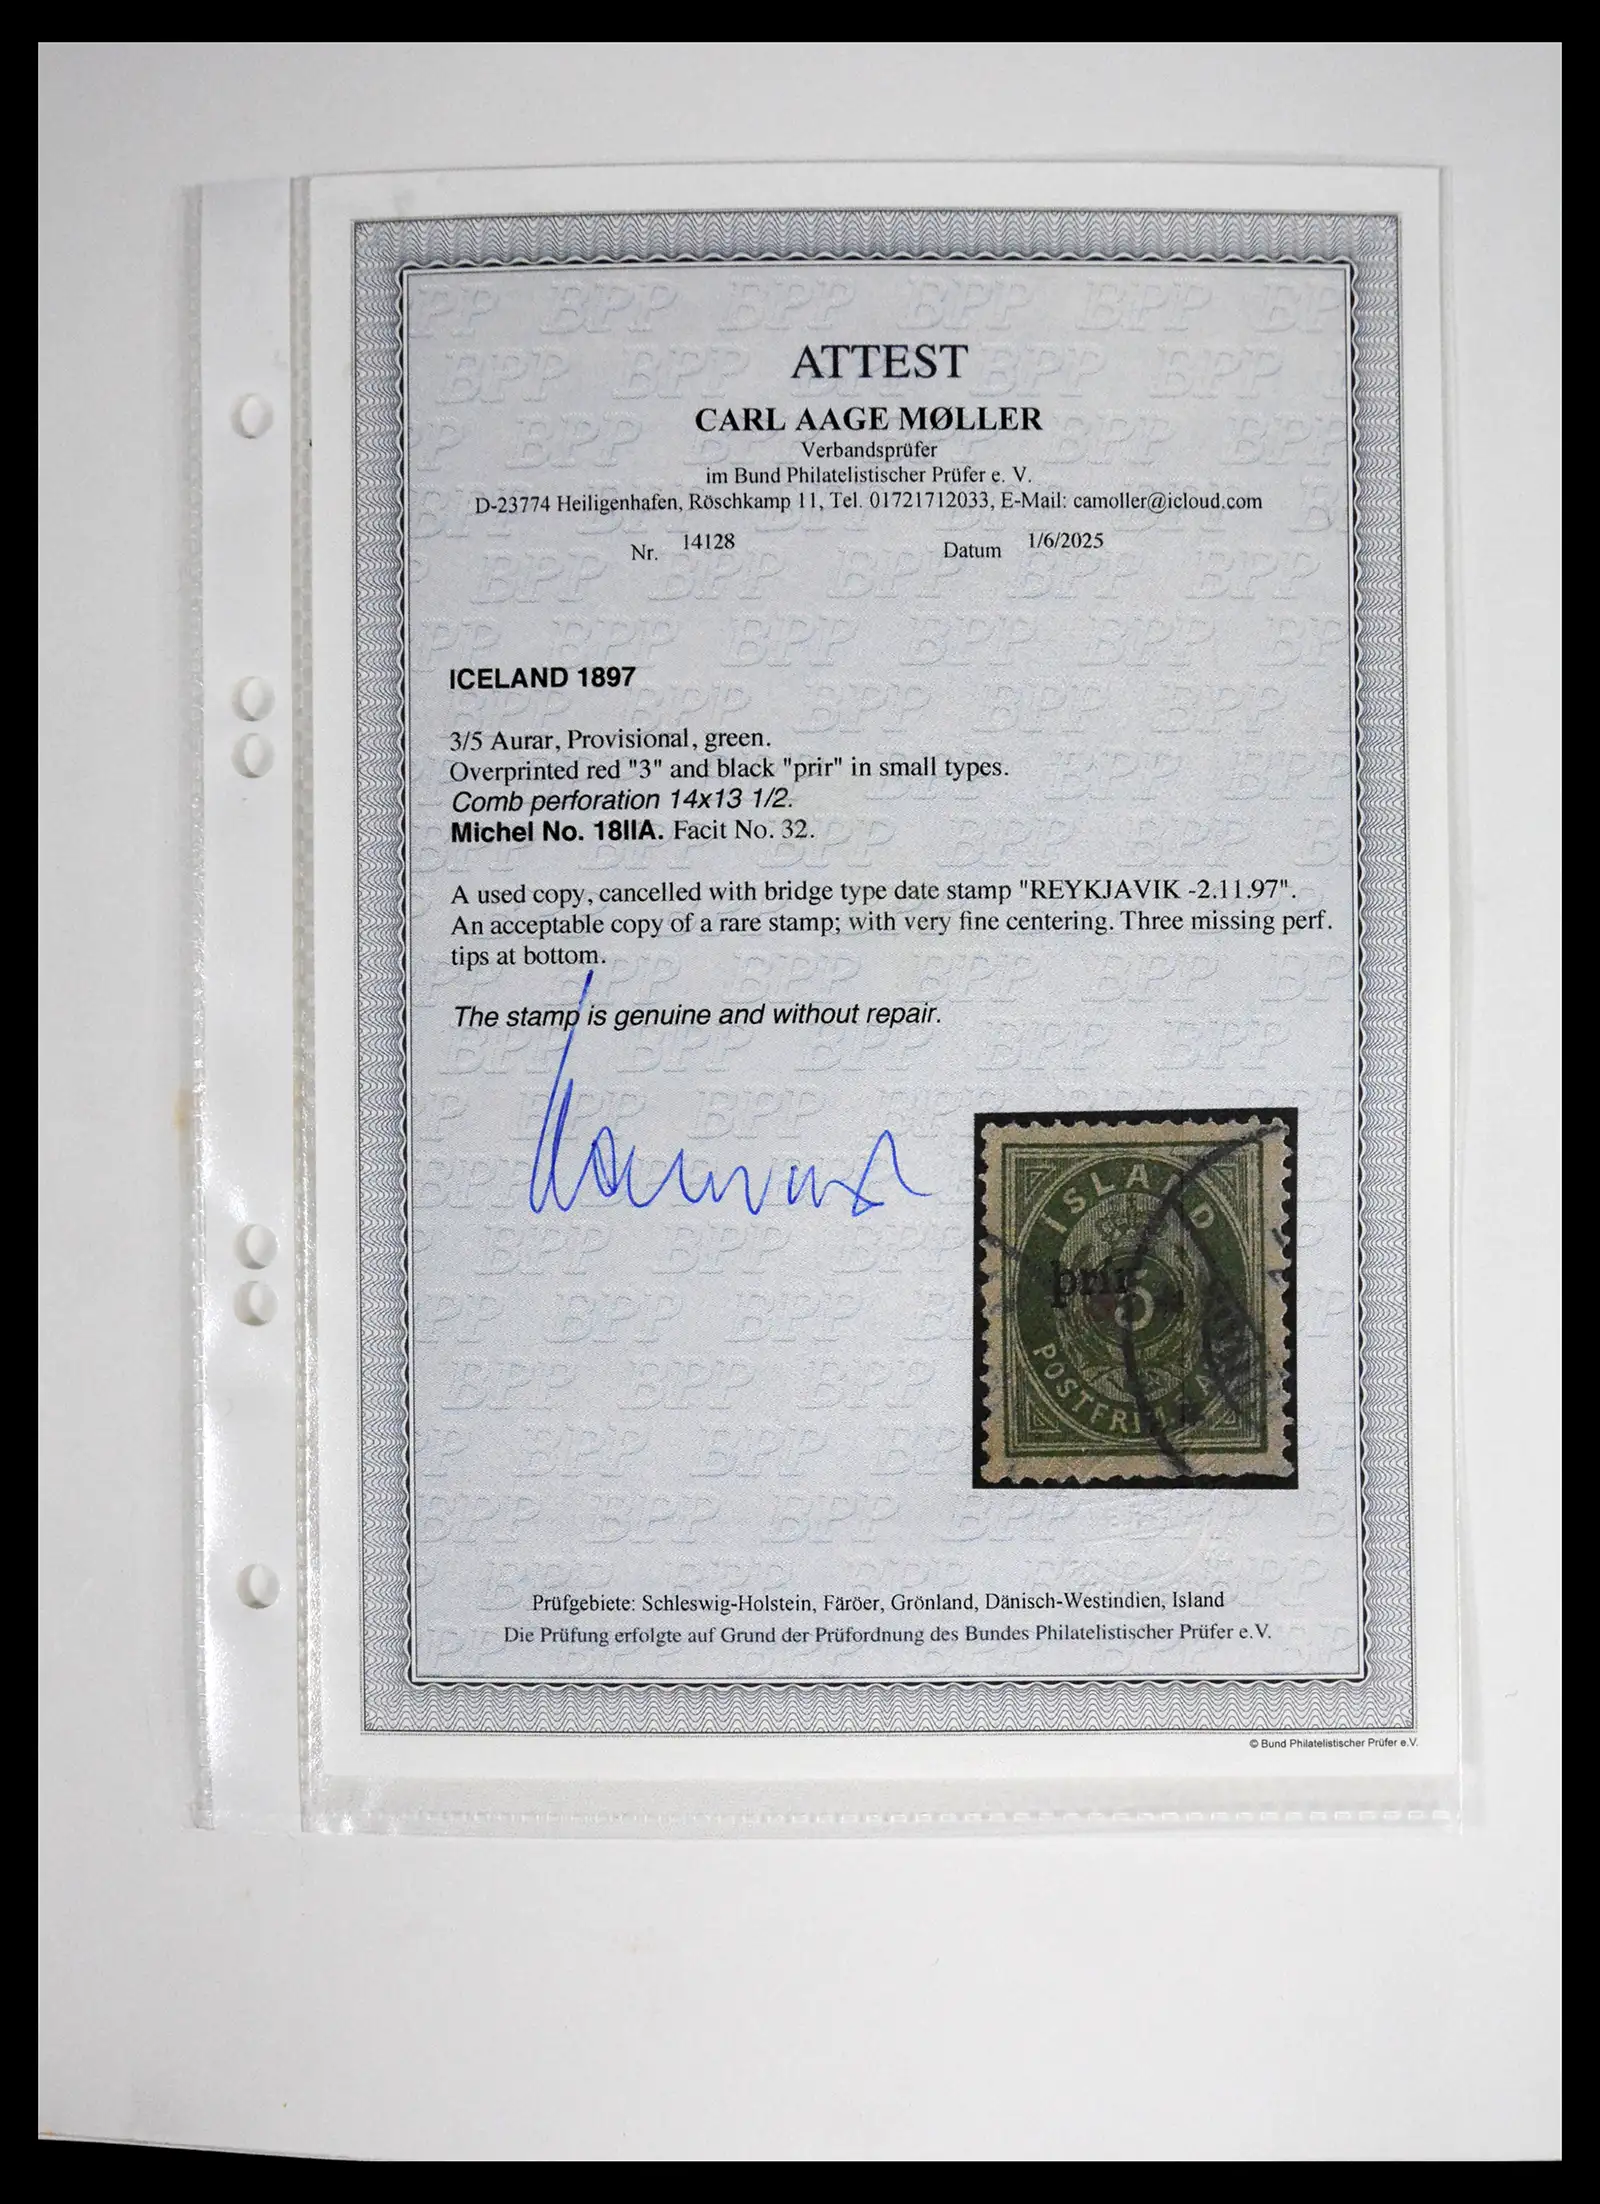 ATTEST
CARL AAGE MØLLER
Verbandsprüfer
im Bund Philatelistischer Prüfer e. V.
D-23774 Heiligenhafen, Röschkamp 11, Tel. 01721712033, E-Mail: camoller@icloud.com
Nr. 14128 Datum 1/6/2025
ICELAND 1897
3/5 Aurar, Provisional, green.
Overprinted red "3" and black "prir" in small types.
Comb perforation 14x13 1/2.
Michel No. 18IIA. Facit No. 32.
A used copy, cancelled with bridge type date stamp "REYKJAVIK -2.11.97".
An acceptable copy of a rare stamp; with very fine centering. Three missing perf.
tips at bottom.
The stamp is genuine and without repair.
ISLAND
prir
5
Prüfgebiete: Schleswig-Holstein, Färöer, Grönland, Dänisch-Westindien, Island
Die Prüfung erfolgte auf Grund der Prüfordnung des Bundes Philatelistischer Prüfer e.V.
© Bund Philatelistischer Prüfer e.V.